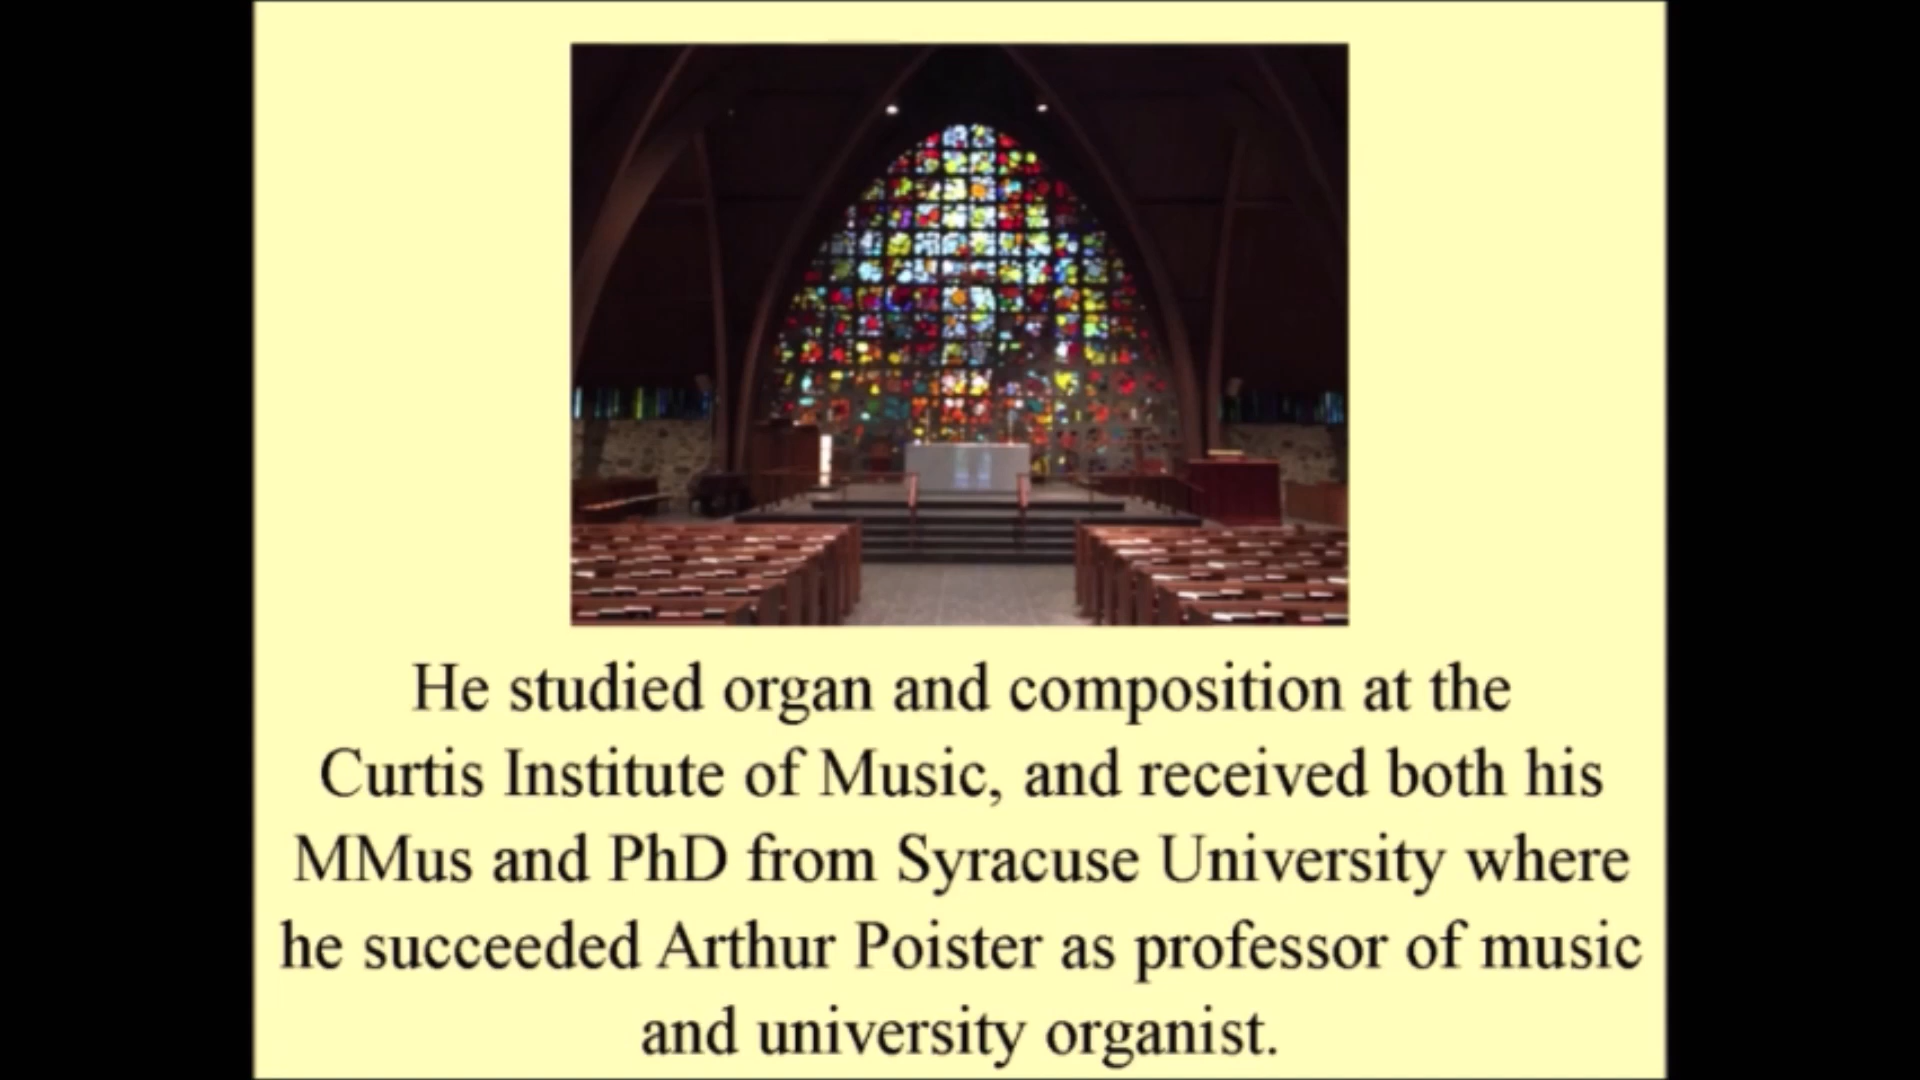 He studied organ and composition at the
Curtis Institute of Music, and received both his
MMus and PhD from Syracuse University where
he succeeded Arthur Poister as professor of music
and university organist.